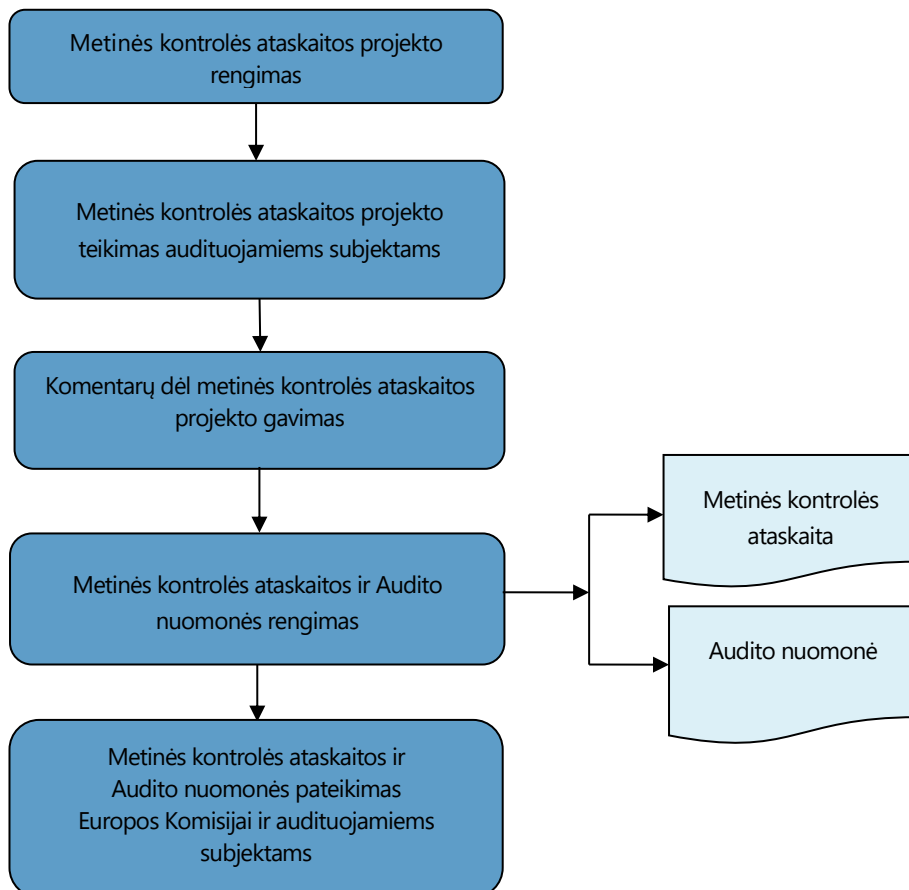 Metinės kontrolės ataskaitos projekto
rengimas
Metinės kontrolės ataskaitos projekto
teikimas audituojamiems subjektams
Komentarų dėl metinės kontrolės ataskaitos
projekto gavimas
Metinės kontrolės ataskaitos ir Audito
nuomonės rengimas
Metinės kontrolės
ataskaita
Audito nuomonė
Metinės kontrolės ataskaitos ir
Audito nuomonės pateikimas
Europos Komisijai ir audituojamiems
subjektams